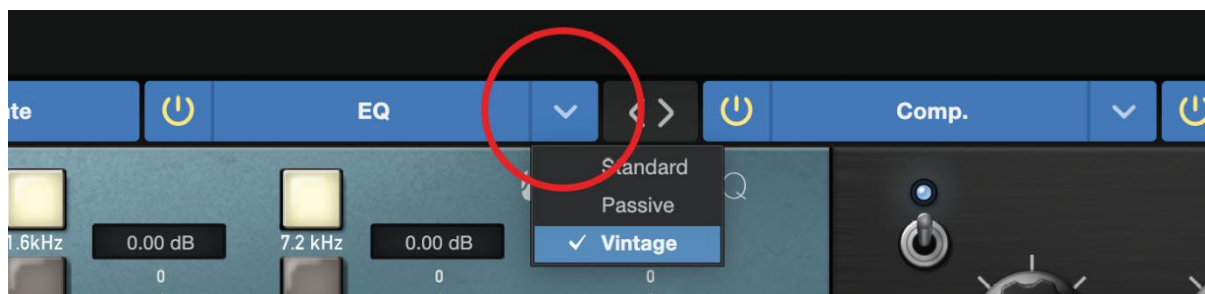 te
EQ
Comp.
Standard
Q
Passive
Vintage
1.6kHz
0.00 dB
7.2 kHz
0.00 dB
0
0
0